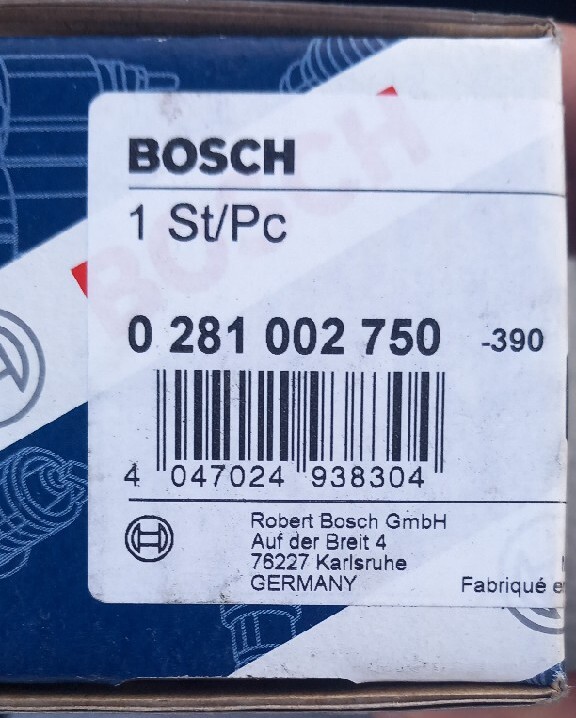 BOSCH
1 St/Pc
0 281 002 750 -390
4 047024 938304
Robert Bosch GmbH
Auf der Breit 4
76227 Karlsruhe
GERMANY
Fabriqué